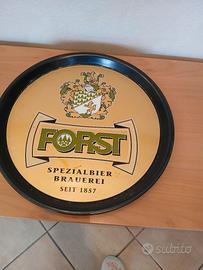 FORST
SPEZIALBIER
BRAUEREI
SEIT 1857
subito